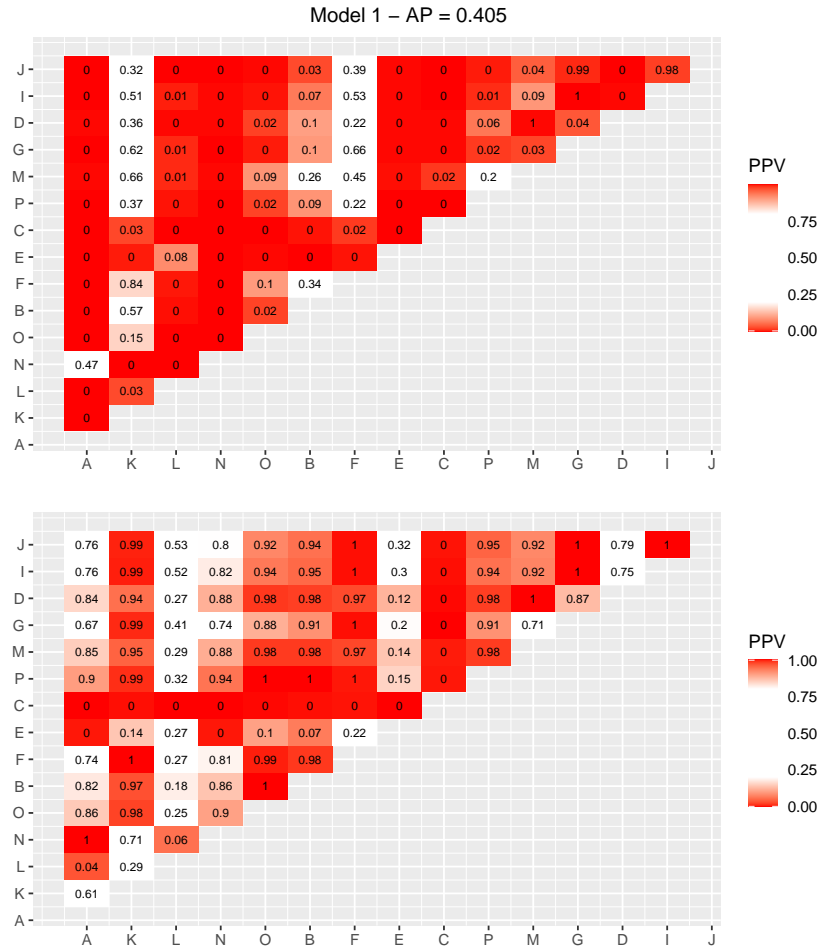 Model 1 − AP = 0.405
J 0 0.32 0 0 0 0.03 0.39 0 0 0 0.04 0.99 0 0.98
I 0 0.51 0.01 0 0 0.07 0.53 0 0 0.01 0.09 1 0
D 0 0.36 0 0 0.02 0.1 0.22 0 0 0.06 1 0.04
G 0 0.62 0.01 0 0 0.1 0.66 0 0 0.02 0.03
M 0 0.66 0.01 0 0.09 0.26 0.45 0 0.02 0.2
P 0 0.37 0 0 0.02 0.09 0.22 0 0
C 0 0.03 0 0 0 0 0.02 0
E 0 0 0.08 0 0 0 0
F 0 0.84 0 0 0.1 0.34
B 0 0.57 0 0 0.02
O 0 0.15 0 0
N 0.47 0 0
L 0 0.03
K 0
A
A K L N O B F E C P M G D I J
PPV
0.75
0.50
0.25
0.00
J 0.76 0.99 0.53 0.8 0.92 0.94 1 0.32 0 0.95 0.92 1 0.79 1
I 0.76 0.99 0.52 0.82 0.94 0.95 1 0.3 0 0.94 0.92 1 0.75
D 0.84 0.94 0.27 0.88 0.98 0.98 0.97 0.12 0 0.98 1 0.87
G 0.67 0.99 0.41 0.74 0.88 0.91 1 0.2 0 0.91 0.71
M 0.85 0.95 0.29 0.88 0.98 0.98 0.97 0.14 0 0.98
P 0.9 0.99 0.32 0.94 1 1 1 0.15 0
C 0 0 0 0 0 0 0 0
E 0 0.14 0.27 0 0.1 0.07 0.22
F 0.74 1 0.27 0.81 0.99 0.98
B 0.82 0.97 0.18 0.86 1
O 0.86 0.98 0.25 0.9
N 1 0.71 0.06
L 0.04 0.29
K 0.61
A
A K L N O B F E C P M G D I J
PPV
1.00
0.75
0.50
0.25
0.00